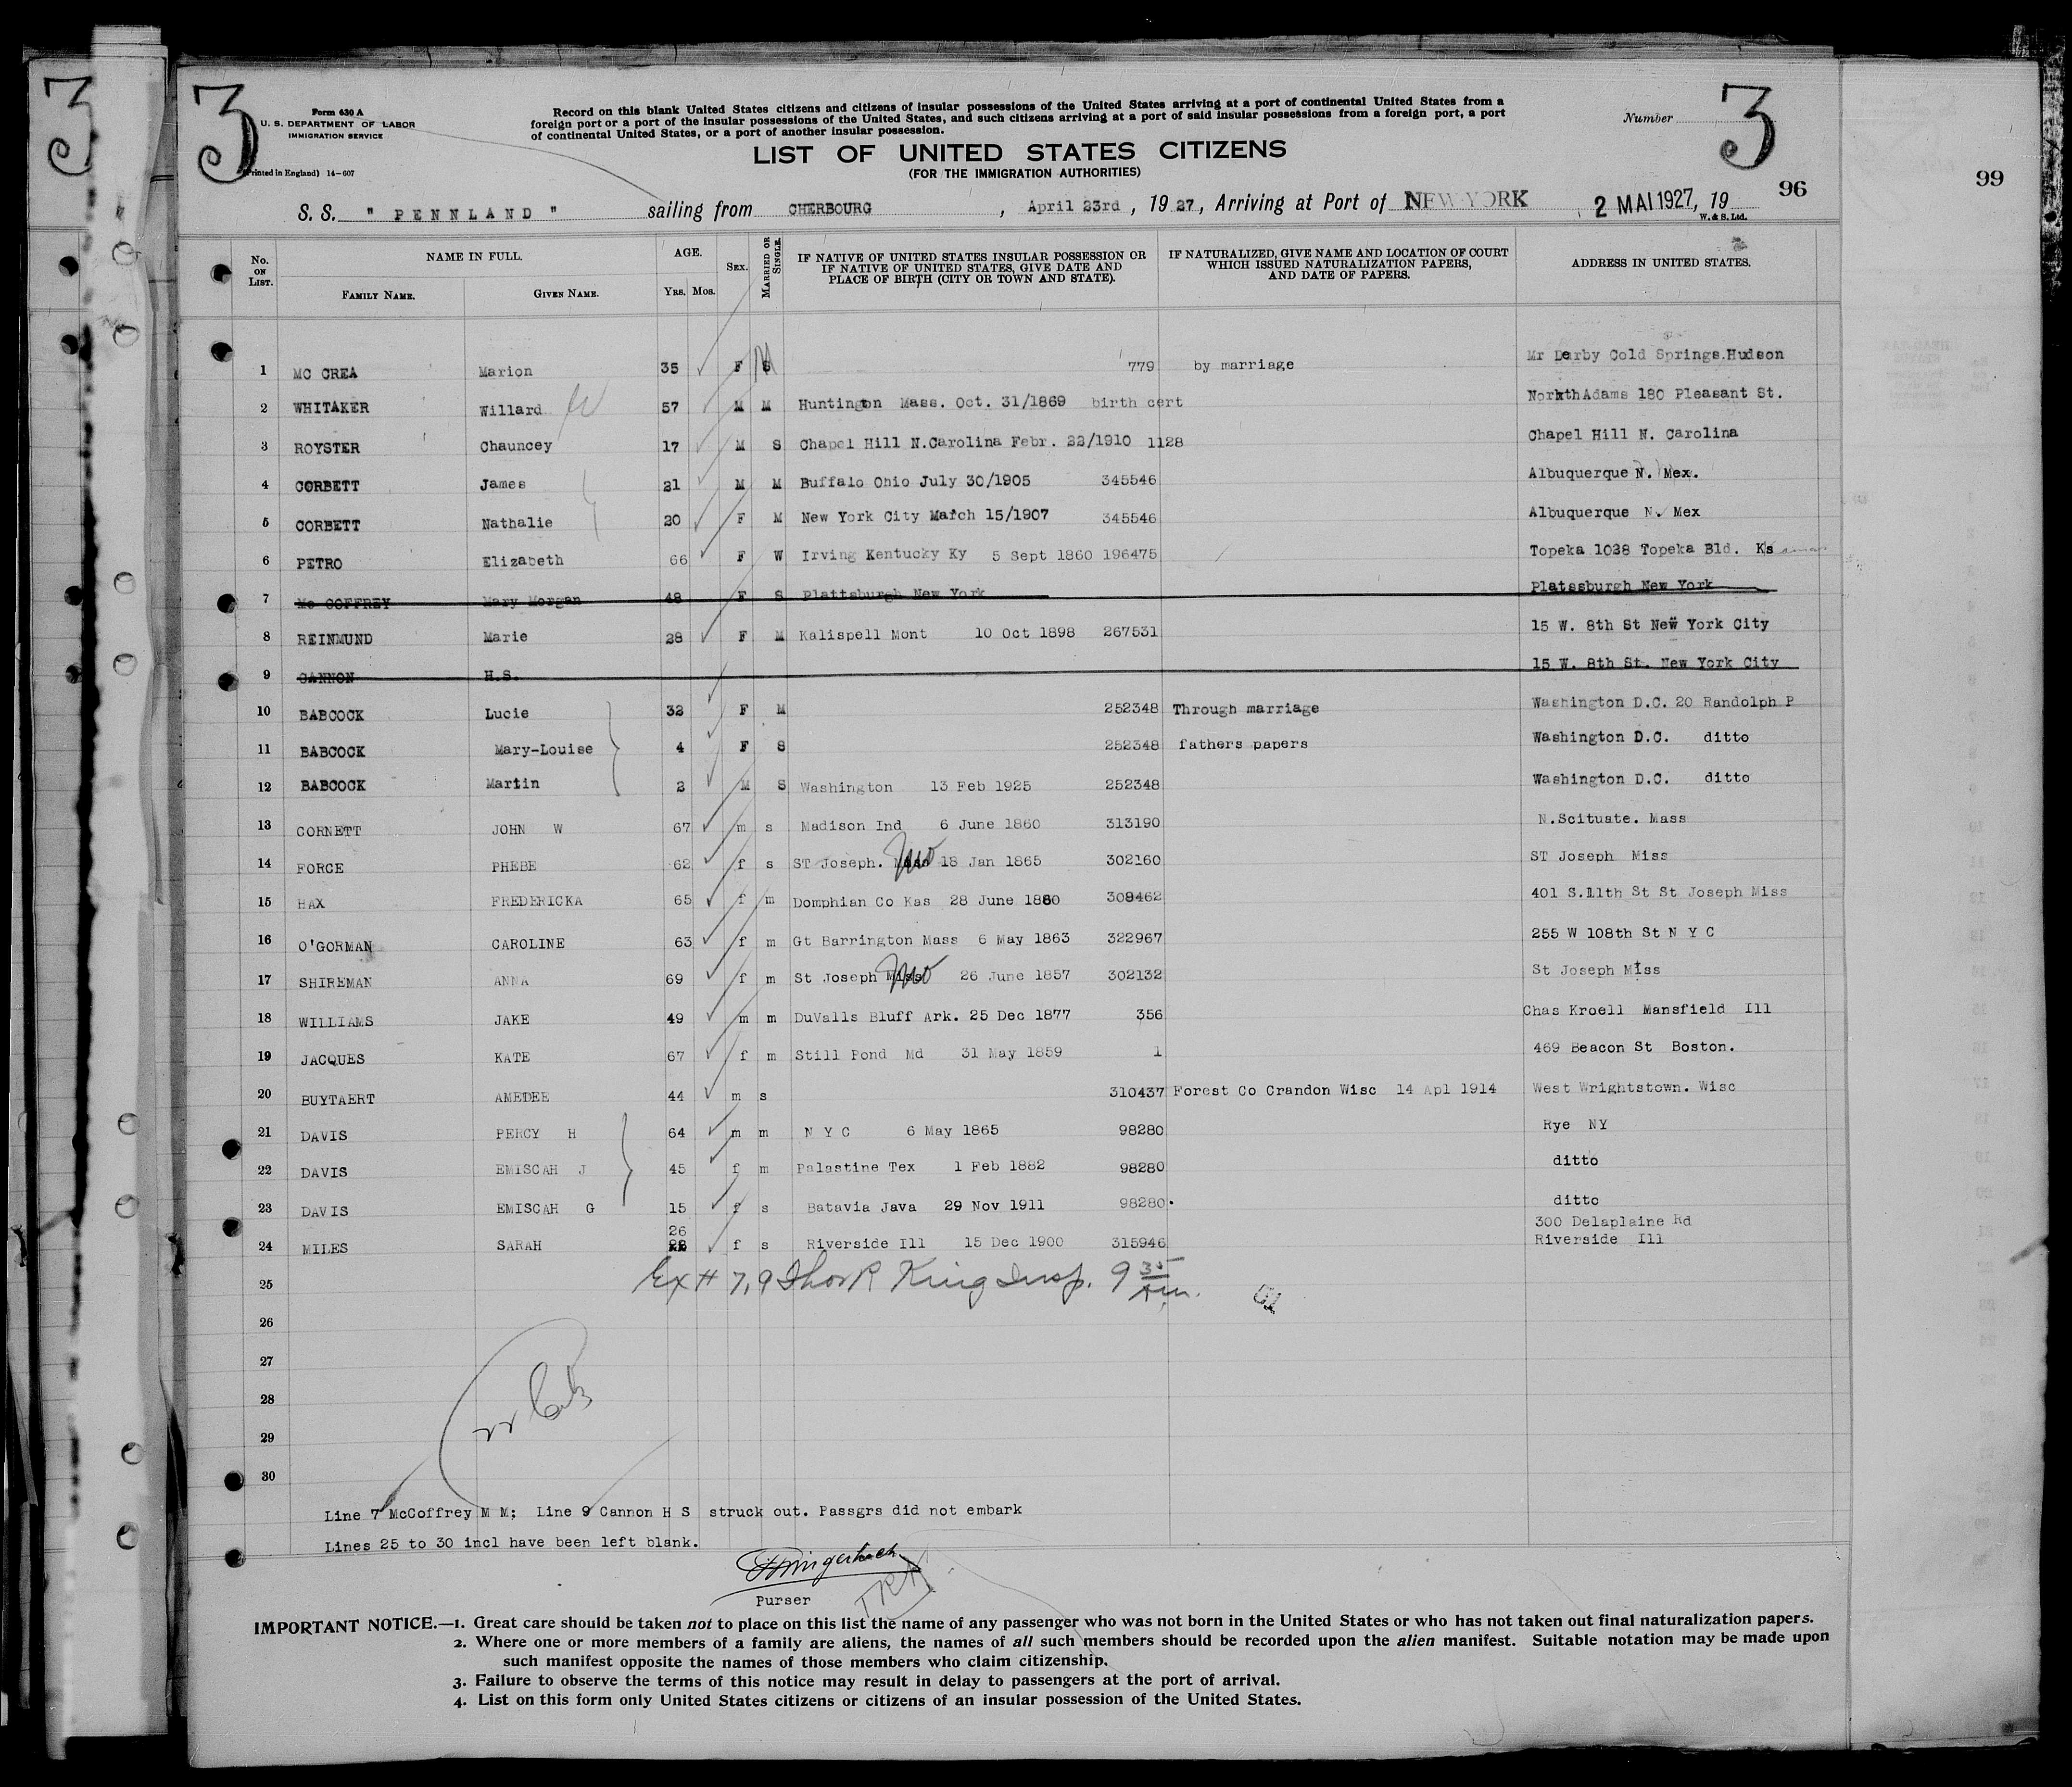 3
3
Form 630 A
U. S. DEPARTMENT OF LABOR
IMMIGRATION SERVICE
Printed in England) 14-607
Record on this blank United States citizens and citizens of insular possessions of the United States arriving at a port of continental United States from a
foreign port or a port of the insular possessions of the United States, and such citizens arriving at a port of said insular possessions from a foreign port, a port
of continental United States, or a port of another insular possession.
LIST OF UNITED STATES CITIZENS
(FOR THE IMMIGRATION AUTHORITIES)
Number 3
96
99
S. S. " PENNLAND " sailing from CHERBOURG , April 23rd , 19 27 , Arriving at Port of NEW YORK , 2 MAI 1927, 19
W. & S. Ltd.
No. ON LIST. NAME IN FULL. FAMILY NAME. GIVEN NAME. AGE. YRS. MOS. SEX. MARRIED OR SINGLE. IF NATIVE OF UNITED STATES INSULAR POSSESSION OR IF NATIVE OF UNITED STATES, GIVE DATE AND PLACE OF BIRTH (CITY OR TOWN AND STATE). IF NATURALIZED, GIVE NAME AND LOCATION OF COURT WHICH ISSUED NATURALIZATION PAPERS, AND DATE OF PAPERS. ADDRESS IN UNITED STATES.
1 MC CREA Marion 35 F S M 779 by marriage Mr Derby Cold Springs.Hudson
2 WHITAKER Willard W 57 M M Huntington Mass. Oct. 31/1869 birth cert NorthAdams 180 Pleasant St.
3 ROYSTER Chauncey 17 M S Chapel Hill N.Carolina Febr. 22/1910 1128 Chapel Hill N. Carolina
4 CORBETT James 21 M M Buffalo Ohio July 30/1905 345546 Albuquerque N. Mex.
5 CORBETT Nathalie 20 F M New York City March 15/1907 345546 Albuquerque N. Mex
6 PETRO Elizabeth 66 F W Irving Kentucky Ky 5 Sept 1860 196475 Topeka 1028 Topeka Bld. Ks
7 Mc COFFREY Mary Morgan 48 F S Plattsburgh New York Platssburgh New York
8 REINMUND Marie 28 F M Kalispell Mont 10 Oct 1898 267531 15 W. 8th St New York City
9 CANNON H.S. 15 W. 8th St. New York City
10 BABCOCK Lucie 32 F M 252348 Through marriage Washington D.C. 20 Randolph P
11 BABCOCK Mary-Louise 4 F S 252348 fathers papers Washington D.C. ditto
12 BABCOCK Martin 2 M S Washington 13 Feb 1925 252348 Washington D.C. ditto
13 CORNETT JOHN W 67 m s Madison Ind 6 June 1860 313190 N.Scituate. Mass
14 FORCE PHEBE 62 f s ST Joseph. Mo 18 Jan 1865 302160 ST Joseph Miss
15 HAX FREDERICKA 65 f m Domphian Co Kas 28 June 1860 309462 401 S.11th St St Joseph Miss
16 O'GORMAN CAROLINE 63 f m Gt Barrington Mass 6 May 1863 322967 255 W 108th St N Y C
17 SHIREMAN ANNA 69 f m St Joseph Miss Mo 26 June 1857 302132 St Joseph Miss
18 WILLIAMS JAKE 49 m m DuValls Bluff Ark. 25 Dec 1877 356 Chas Kroell Mansfield Ill
19 JACQUES KATE 67 f m Still Pond Md 31 May 1859 1 469 Beacon St Boston.
20 BUYTAERT AMEDEE 44 m s 310437 Forest Co Crandon Wisc 14 Apl 1914 West Wrightstown. Wisc
21 DAVIS PERCY H 64 m m N Y C 6 May 1865 98280 Rye NY
22 DAVIS EMISCAH J 45 f m Palastine Tex 1 Feb 1882 98280 ditto
23 DAVIS EMISCAH G 15 f s Batavia Java 29 Nov 1911 98280. ditto
24 MILES SARAH 26 f s Riverside Ill 15 Dec 1900 315946 300 Delaplaine Rd Riverside Ill
25 Ex # 7,9 Thos R King Insp. 9 35 Am.
26
27
28
29
30
Line 7 McCoffrey M M; Line 9 Cannon H S struck out. Passgrs did not embark
Lines 25 to 30 incl have been left blank.
Purser
TRK
IMPORTANT NOTICE.—1. Great care should be taken not to place on this list the name of any passenger who was not born in the United States or who has not taken out final naturalization papers.
2. Where one or more members of a family are aliens, the names of all such members should be recorded upon the alien manifest. Suitable notation may be made upon
such manifest opposite the names of those members who claim citizenship.
3. Failure to observe the terms of this notice may result in delay to passengers at the port of arrival.
4. List on this form only United States citizens or citizens of an insular possession of the United States.